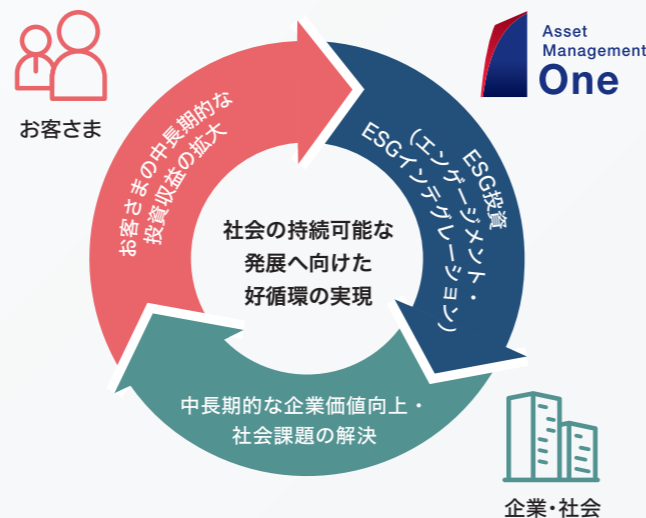 お客さま
Asset
Management
One
お客さまの中長期的な
投資収益の拡大
ESG投資
(エンゲージメント・
ESGインテグレーション)
社会の持続可能な
発展へ向けた
好循環の実現
中長期的な企業価値向上・
社会課題の解決
企業・社会